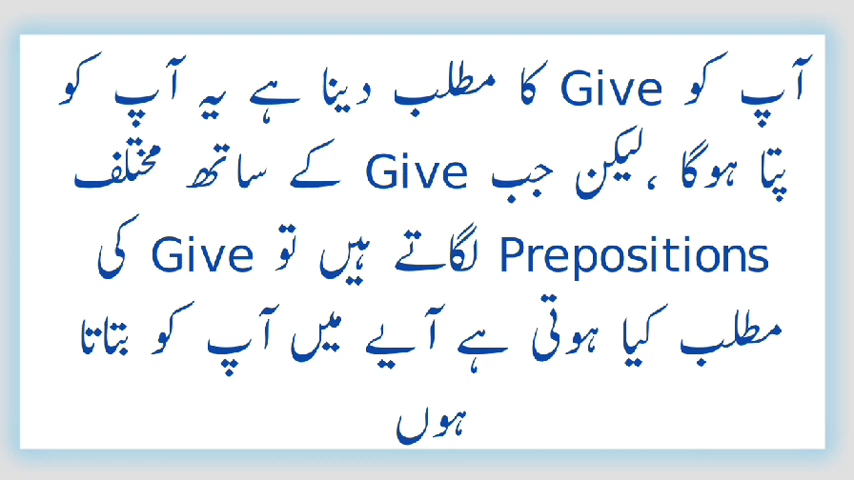 آپ کو Give کا مطلب دینا ہے یہ آپ کو
پتا ہوگا ،لیکن جب Give کے ساتھ مختلف
Prepositions لگاتے ہیں تو Give کی
مطلب کیا ہوتی ہے آیے میں آپ کو بتاتا
ہوں